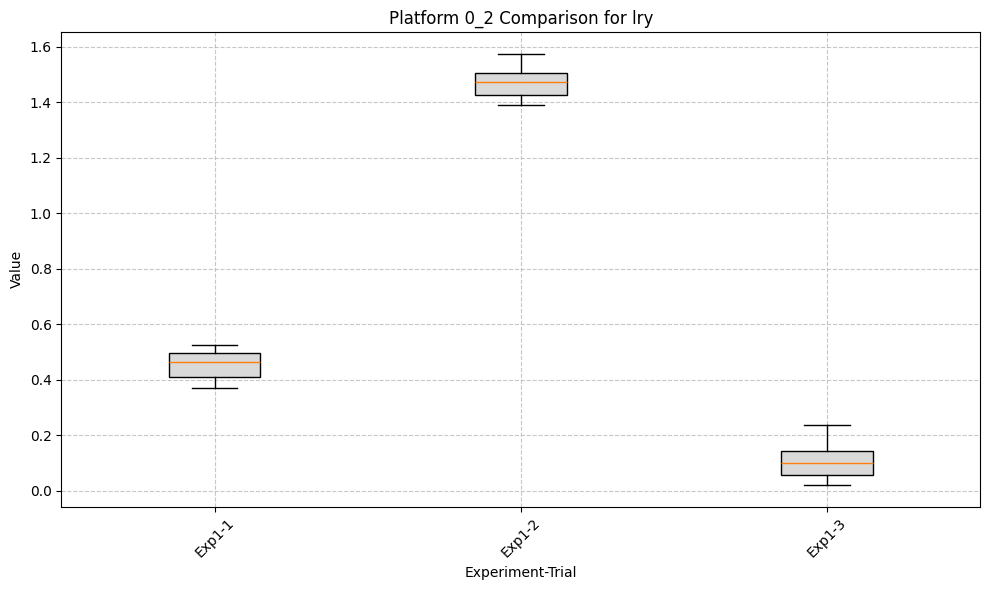 Platform 0_2 Comparison for lry
1.6
1.4
1.2
1.0
0.8
0.6
0.4
0.2
0.0
Value
Exp1-1
Exp1-2
Exp1-3
Experiment-Trial